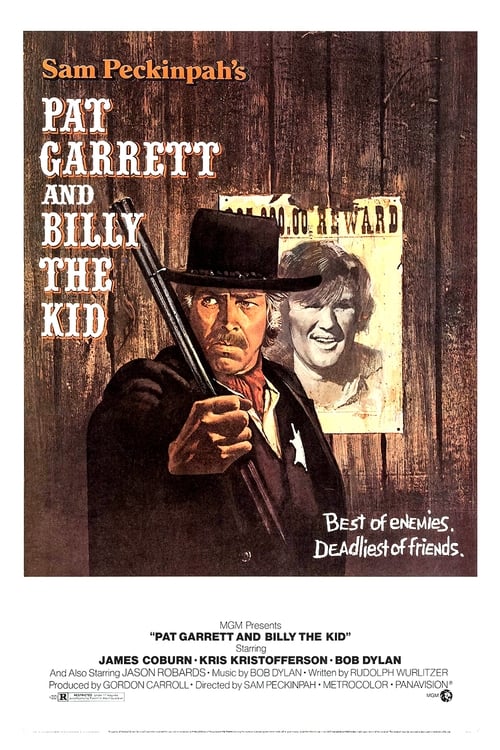 Sam Peckinpah's
PAT
GARRETT
AND
BILLY
THE
KID
REWARD
BEST OF ENEMIES.
DEADLIEST OF FRIENDS.
MGM Presents
"PAT GARRETT AND BILLY THE KID"
Starring
JAMES COBURN · KRIS KRISTOFFERSON · BOB DYLAN
And Also Starring JASON ROBARDS · Music by BOB DYLAN · Written by RUDOLPH WURLITZER
Produced by GORDON CARROLL · Directed by SAM PECKINPAH · METROCOLOR · PANAVISION®
R RESTRICTED
MGM